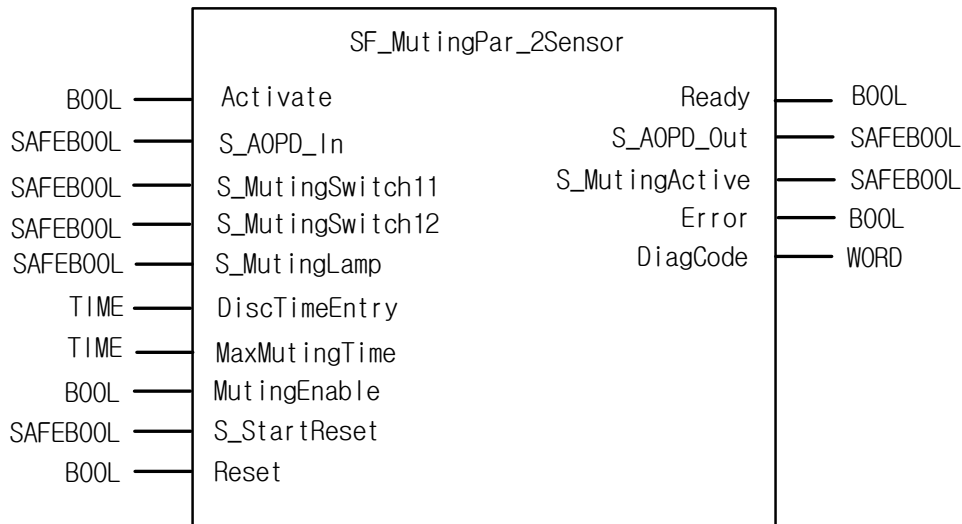 SF_MutingPar_2Sensor
BOOL Activate Ready BOOL
SAFEBOOL S_AOPD_In S_AOPD_Out SAFEBOOL
SAFEBOOL S_MutingSwitch11 S_MutingActive SAFEBOOL
SAFEBOOL S_MutingSwitch12 Error BOOL
SAFEBOOL S_MutingLamp DiagCode WORD
TIME DiscTimeEntry
TIME MaxMutingTime
BOOL MutingEnable
SAFEBOOL S_StartReset
BOOL Reset